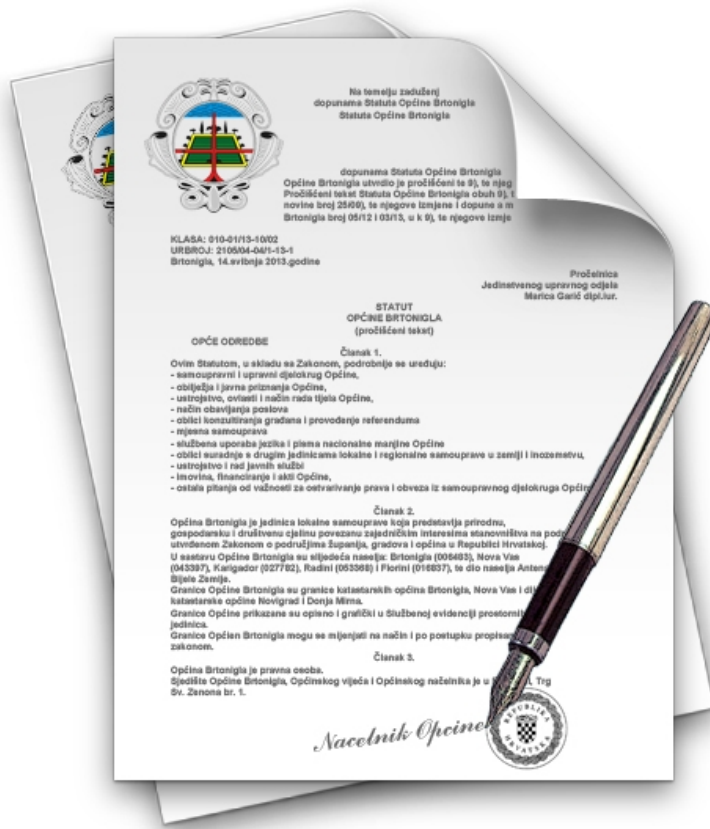 Na temelju zaduženj
dopunama Statuta Općine Brtonigla
Statuta Općine Brtonigla
dopunama Statuta Općine Brtonigla
Općine Brtonigla utvrdio je pročišćeni te 9), te njeg
Pročišćeni tekst Statuta Općine Brtonigla obuh 9), t
novine broj 25/09), te njegove izmjene i dopune a m
Brtonigla broj 05/12 i 03/13, u k 9), te njegove izmje
KLASA: 010-01/13-10/02
URBROJ: 2105/04-04/1-13-1
Brtonigla, 14.svibnja 2013.godine
Pročelnica
Jedinstvenog upravnog odjela
Marica Garić dipl.iur.
STATUT
OPĆINE BRTONIGLA
(pročišćeni tekst)
OPĆE ODREDBE
Članak 1.
Ovim Statutom, u skladu sa Zakonom, podrobnije se uređuju:
- samoupravni i upravni djelokrug Općine,
- obilježja i javna priznanja Općine,
- ustrojstvo, ovlasti i način rada tijela Općine,
- način obavljanja poslova
- oblici konzultiranja građana i provođenje referenduma
- mjesna samouprava
- službena uporaba jezika i pisma nacionalne manjine Općine
- oblici suradnje s drugim jedinicama lokalne i regionalne samouprave u zemlji i inozemstvu,
- ustrojstvo i rad javnih službi
- imovina, financiranje i akti Općine,
- ostala pitanja od važnosti za ostvarivanje prava i obveza iz samoupravnog djelokruga Općin
Članak 2.
Općina Brtonigla je jedinica lokalne samouprave koja predstavlja prirodnu,
gospodarsku i društvenu cjelinu povezanu zajedničkim interesima stanovništva na pod
utvrđenom Zakonom o područjima županija, gradova i općina u Republici Hrvatskoj.
U sastavu Općine Brtonigla su slijedeća naselja: Brtonigla (006483), Nova Vas
(043397), Karigador (027782), Radini (053368) i Fiorini (016837), te dio naselja Anten
Bijele Zemlje.
Granice Općine Brtonigla su granice katastarskih općina Brtonigla, Nova Vas i di
katastarske općine Novigrad i Donja Mirna.
Granice Općine prikazane su opisno i grafički u Službenoj evidenciji prostornih
jedinica.
Granice Općien Brtonigla mogu se mijenjati na način i po postupku propisa
zakonom.
Članak 3.
Općina Brtonigla je pravna osoba.
Sjedište Općine Brtonigla, Općinskog vijeća i Općinskog načelnika je u Trg
Sv. Zenona br. 1.
Nacelnik Opcine
REPUBLIKA
HRVATSKA